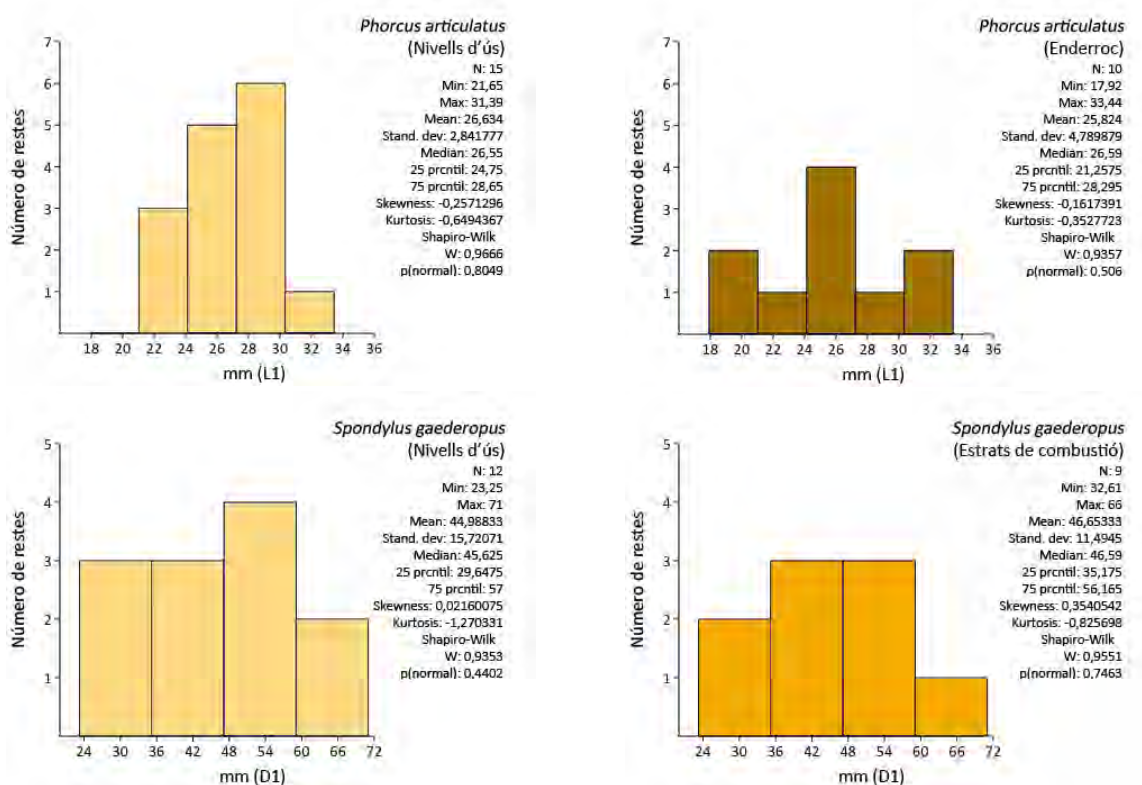 Phorcus articulatus
(Nivells d'ús)
N: 15
Min: 21,65
Max: 31,39
Mean: 26,634
Stand. dev: 2,841777
Median: 26,55
25 prcntil: 24,75
75 prcntil: 28,65
Skewness: -0,2571296
Kurtosis: -0,6494367
Shapiro-Wilk
W: 0,9666
p(normal): 0,8049
Número de restes
7
6
5
4
3
2
1
18 20 22 24 26 28 30 32 34 36
mm (L1)
Phorcus articulatus
(Enderroc)
N: 10
Min: 17,92
Max: 33,44
Mean: 25,824
Stand. dev: 4,789879
Median: 26,59
25 prcntil: 21,2575
75 prcntil: 28,295
Skewness: -0,1617391
Kurtosis: -0,3527723
Shapiro-Wilk
W: 0,9357
p(normal): 0,506
Número de restes
7
6
5
4
3
2
1
18 20 22 24 26 28 30 32 34 36
mm (L1)
Spondylus gaederopus
(Nivells d'ús)
N: 12
Min: 23,25
Max: 71
Mean: 44,98833
Stand. dev: 15,72071
Median: 45,625
25 prcntil: 29,6475
75 prcntil: 57
Skewness: 0,02160075
Kurtosis: -1,270331
Shapiro-Wilk
W: 0,9353
p(normal): 0,4402
Número de restes
5
4
3
2
1
24 30 36 42 48 54 60 66 72
mm (D1)
Spondylus gaederopus
(Estrats de combustió)
N: 9
Min: 32,61
Max: 66
Mean: 46,65333
Stand. dev: 11,4945
Median: 46,59
25 prcntil: 35,175
75 prcntil: 56,165
Skewness: 0,3540542
Kurtosis: -0,825698
Shapiro-Wilk
W: 0,9551
p(normal): 0,7463
Número de restes
5
4
3
2
1
24 30 36 42 48 54 60 66 72
mm (D1)